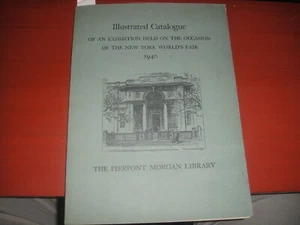 Illustrated Catalogue
OF AN EXHIBITION HELD ON THE OCCASION
OF THE NEW YORK WORLD'S FAIR
1940
THE PIERPONT MORGAN LIBRARY